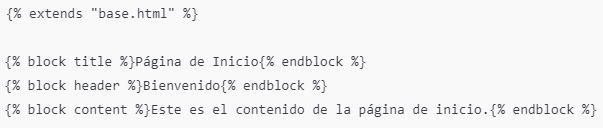 {% extends "base.html" %}
{% block title %}Página de Inicio{% endblock %}
{% block header %}Bienvenido{% endblock %}
{% block content %}Este es el contenido de la página de inicio.{% endblock %}